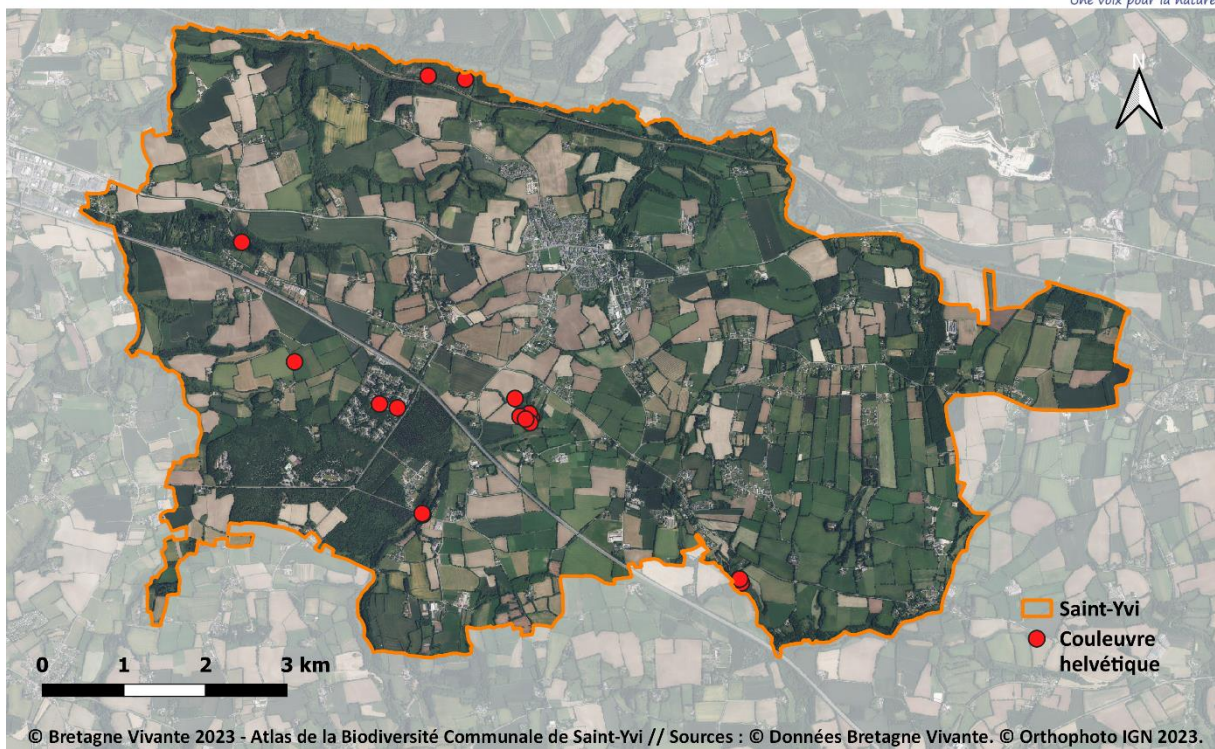 Une voix pour la nature
N
Saint-Yvi
Couleuvre
helvétique
0 1 2 3 km
© Bretagne Vivante 2023 - Atlas de la Biodiversité Communale de Saint-Yvi // Sources : © Données Bretagne Vivante. © Orthophoto IGN 2023.